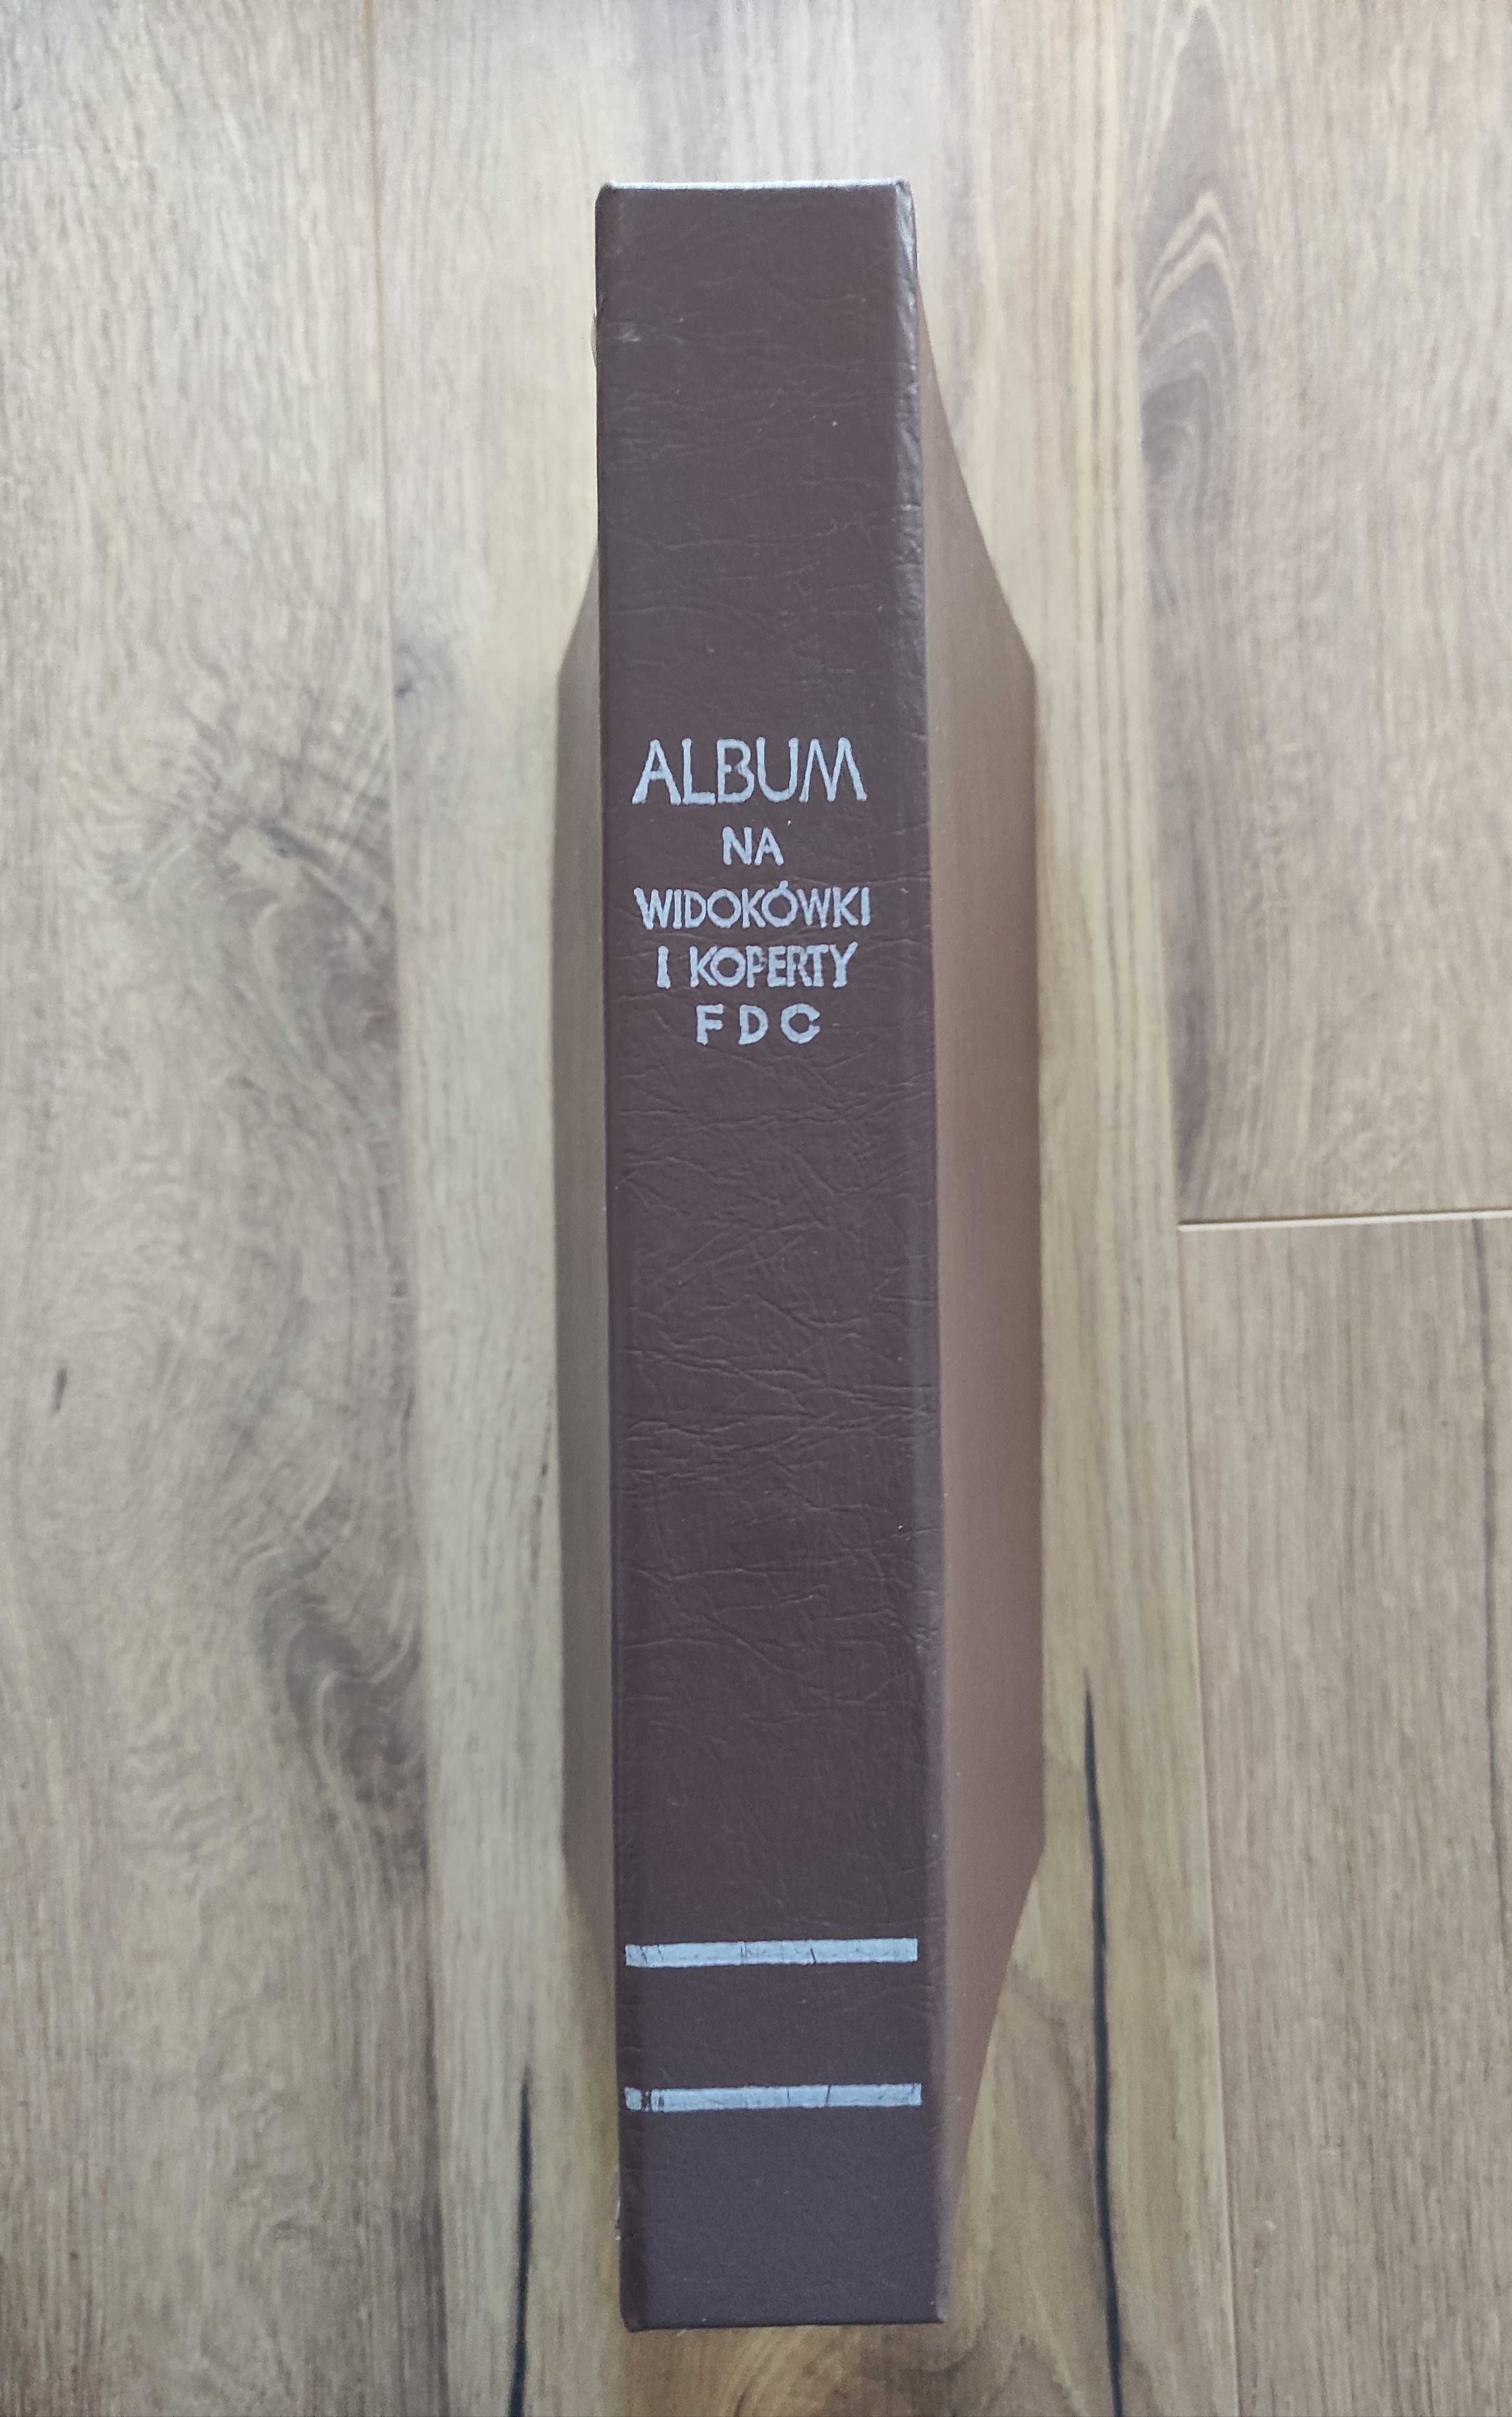 ALBUM
NA
WIDOKÓWKI
I KOPERTY
FDC